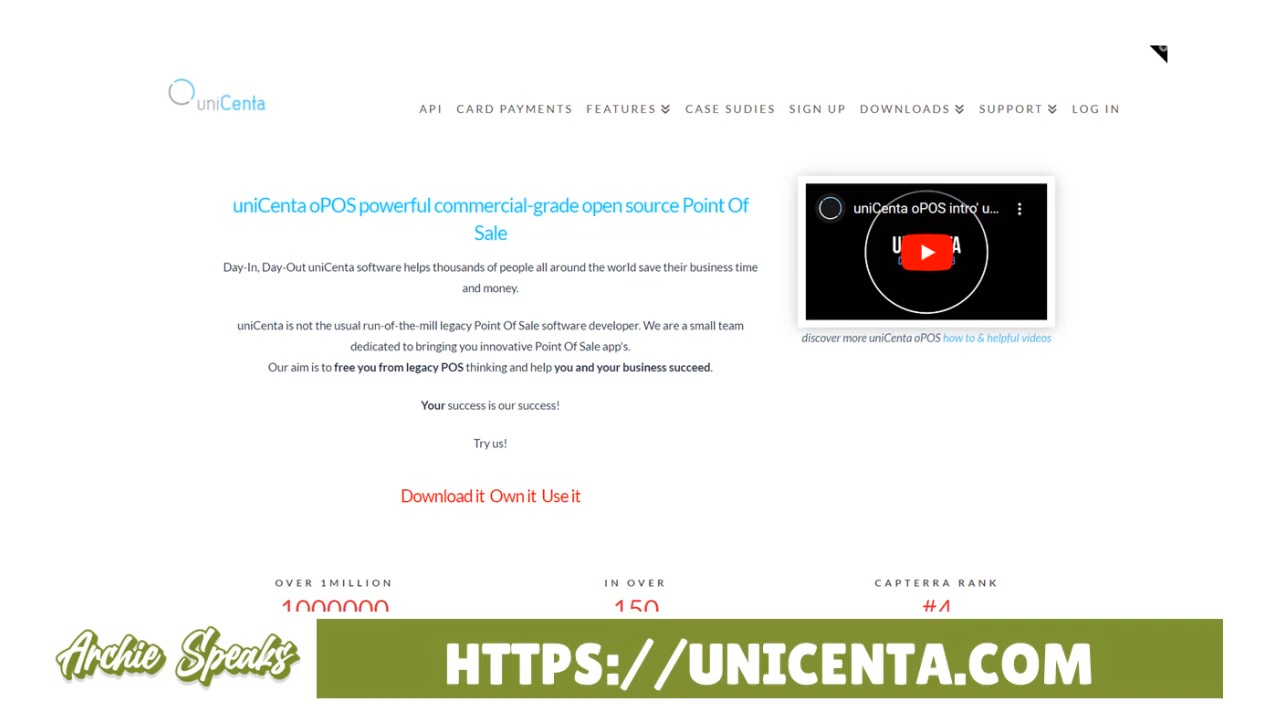 uniCenta
API CARD PAYMENTS FEATURES CASE SUDIES SIGN UP DOWNLOADS SUPPORT LOG IN
uniCenta oPOS powerful commercial-grade open source Point Of
Sale
Day-In, Day-Out uniCenta software helps thousands of people all around the world save their business time
and money.
uniCenta is not the usual run-of-the-mill legacy Point Of Sale software developer. We are a small team
dedicated to bringing you innovative Point Of Sale app's.
Our aim is to free you from legacy POS thinking and help you and your business succeed.
Your success is our success!
Try us!
Download it Own it Use it
uniCenta oPOS intro' u...
discover more uniCenta oPOS how to & helpful videos
OVER 1MILLION IN OVER CAPTERRA RANK
1000000 150 #4
Archie Speaks
HTTPS://UNICENTA.COM